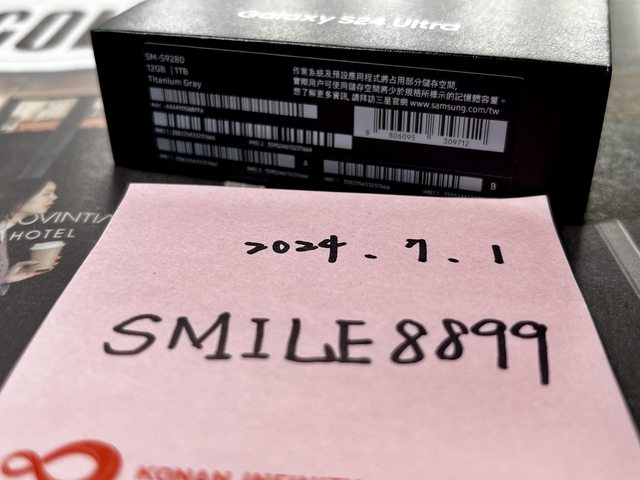 Galaxy S24 Ultra
SM-S9280
12GB | 1TB
Titanium Gray
作業系統及預設應用程式將占用部分儲存空間,
實際用戶可使用儲存空間將少於規格所標示的記憶體容量。
想了解更多資訊, 請拜訪三星官網 www.samsung.com/tw
8 806095 309712
A
B
OVINTIA
HOTEL
2024.7.1
SMILE8899
KONAN INFINIT